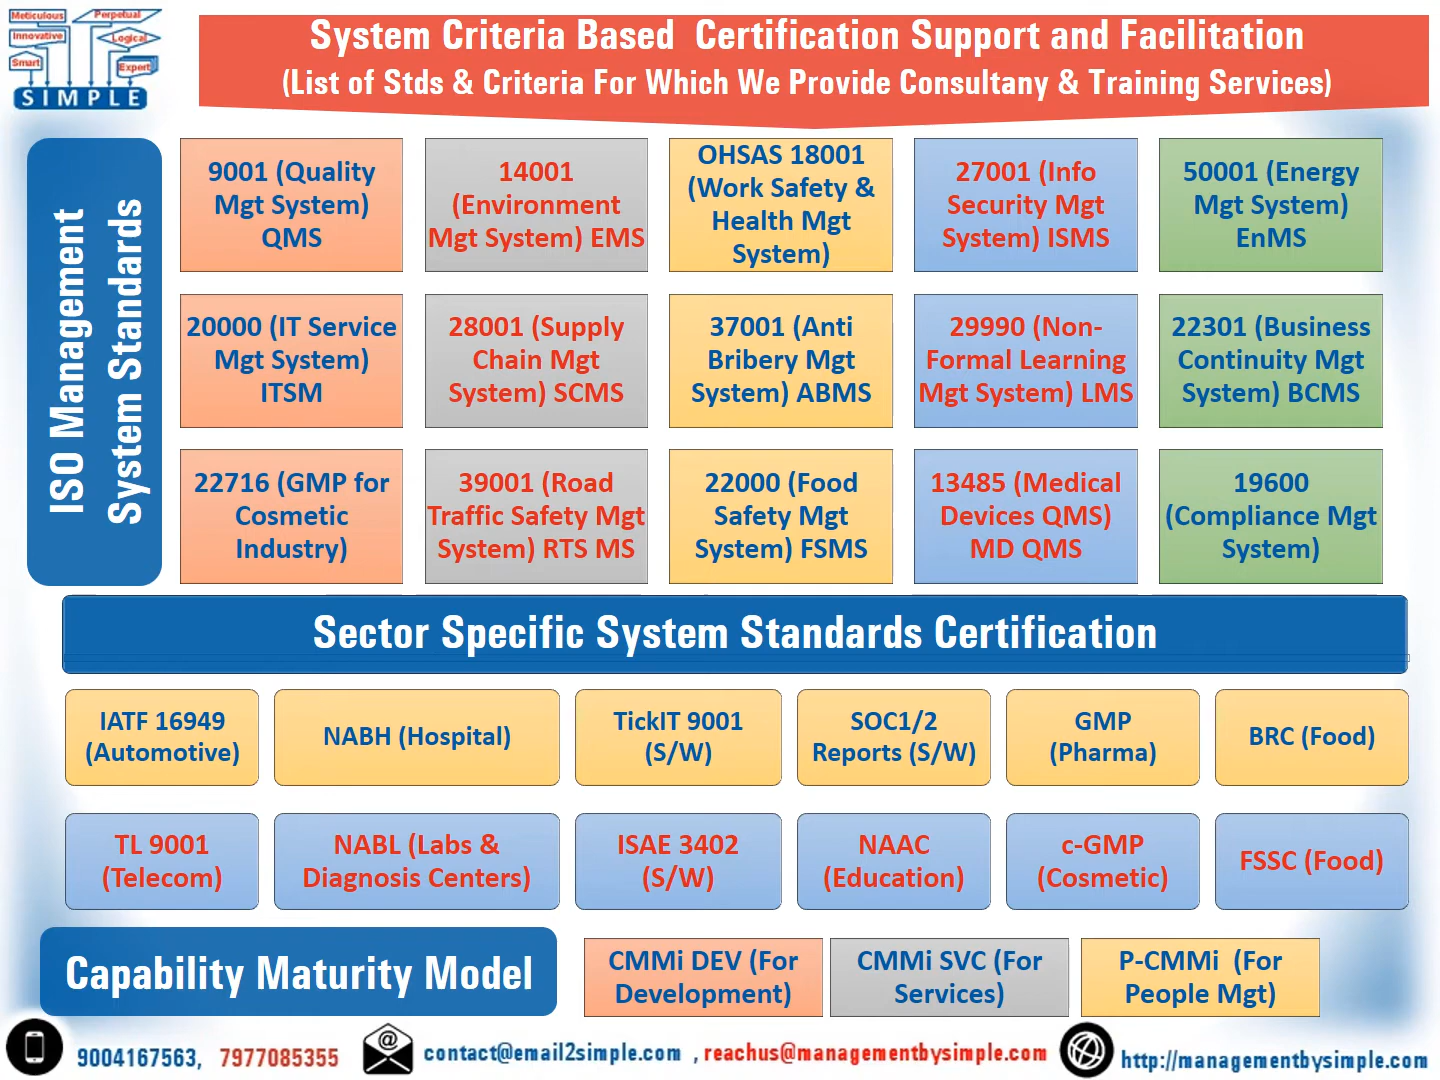 Meticulous
Perpetual
Innovative
Logical
Smart
Expert
SIMPLE
System Criteria Based Certification Support and Facilitation
(List of Stds & Criteria For Which We Provide Consultany & Training Services)
ISO Management
System Standards
9001 (Quality
Mgt System)
QMS
14001
(Environment
Mgt System) EMS
OHSAS 18001
(Work Safety &
Health Mgt
System)
27001 (Info
Security Mgt
System) ISMS
50001 (Energy
Mgt System)
EnMS
20000 (IT Service
Mgt System)
ITSM
28001 (Supply
Chain Mgt
System) SCMS
37001 (Anti
Bribery Mgt
System) ABMS
29990 (Non-
Formal Learning
Mgt System) LMS
22301 (Business
Continuity Mgt
System) BCMS
22716 (GMP for
Cosmetic
Industry)
39001 (Road
Traffic Safety Mgt
System) RTS MS
22000 (Food
Safety Mgt
System) FSMS
13485 (Medical
Devices QMS)
MD QMS
19600
(Compliance Mgt
System)
Sector Specific System Standards Certification
IATF 16949
(Automotive)
NABH (Hospital)
TickIT 9001
(S/W)
SOC1/2
Reports (S/W)
GMP
(Pharma)
BRC (Food)
TL 9001
(Telecom)
NABL (Labs &
Diagnosis Centers)
ISAE 3402
(S/W)
NAAC
(Education)
c-GMP
(Cosmetic)
FSSC (Food)
Capability Maturity Model
CMMi DEV (For
Development)
CMMi SVC (For
Services)
P-CMMi (For
People Mgt)
9004167563, 7977085355
@
contact@email2simple.com , reachus@managementbysimple.com
http://managementbysimple.com